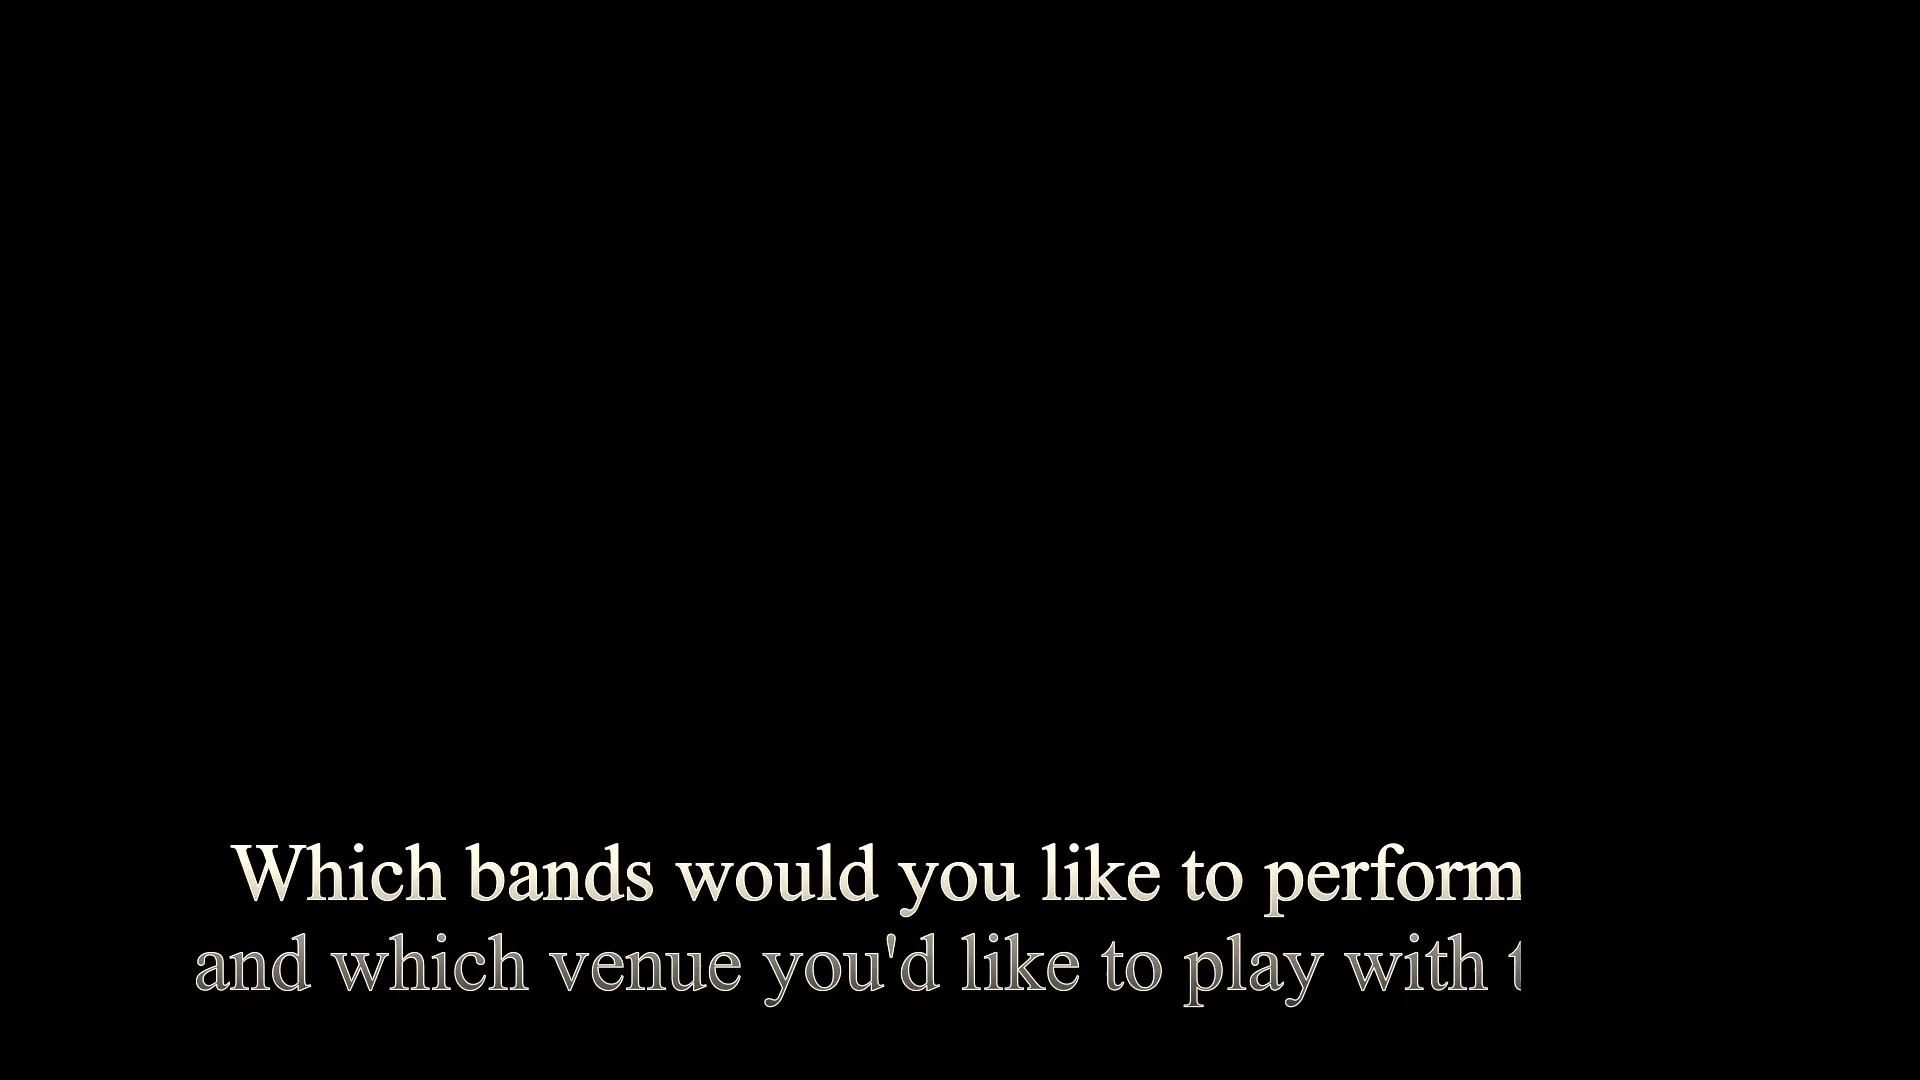 Which bands would you like to perform
and which venue you'd like to play with